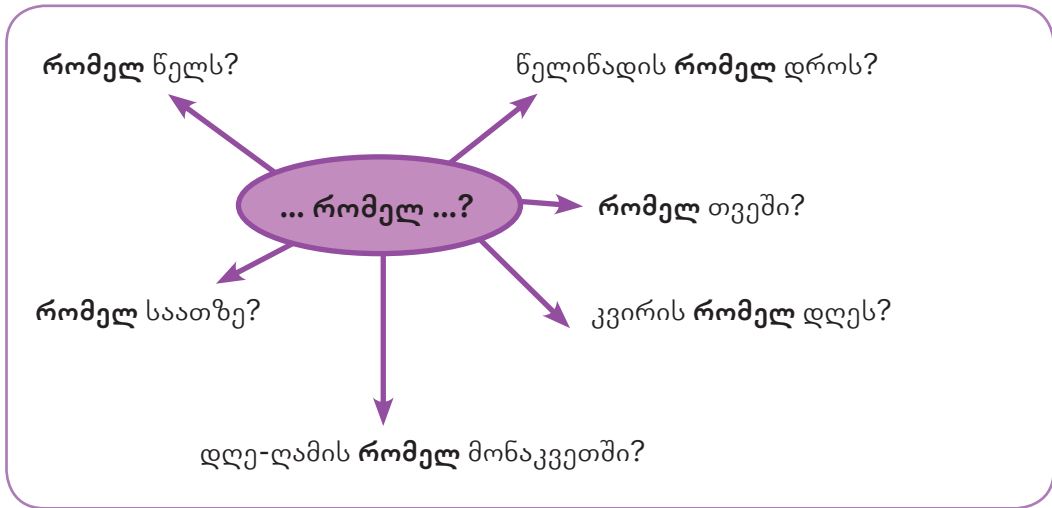 რომელ წელს?
წელიწადის რომელ დროს?
... რომელ ...?
რომელ თვეში?
რომელ საათზე?
კვირის რომელ დღეს?
დღე-ღამის რომელ მონაკვეთში?